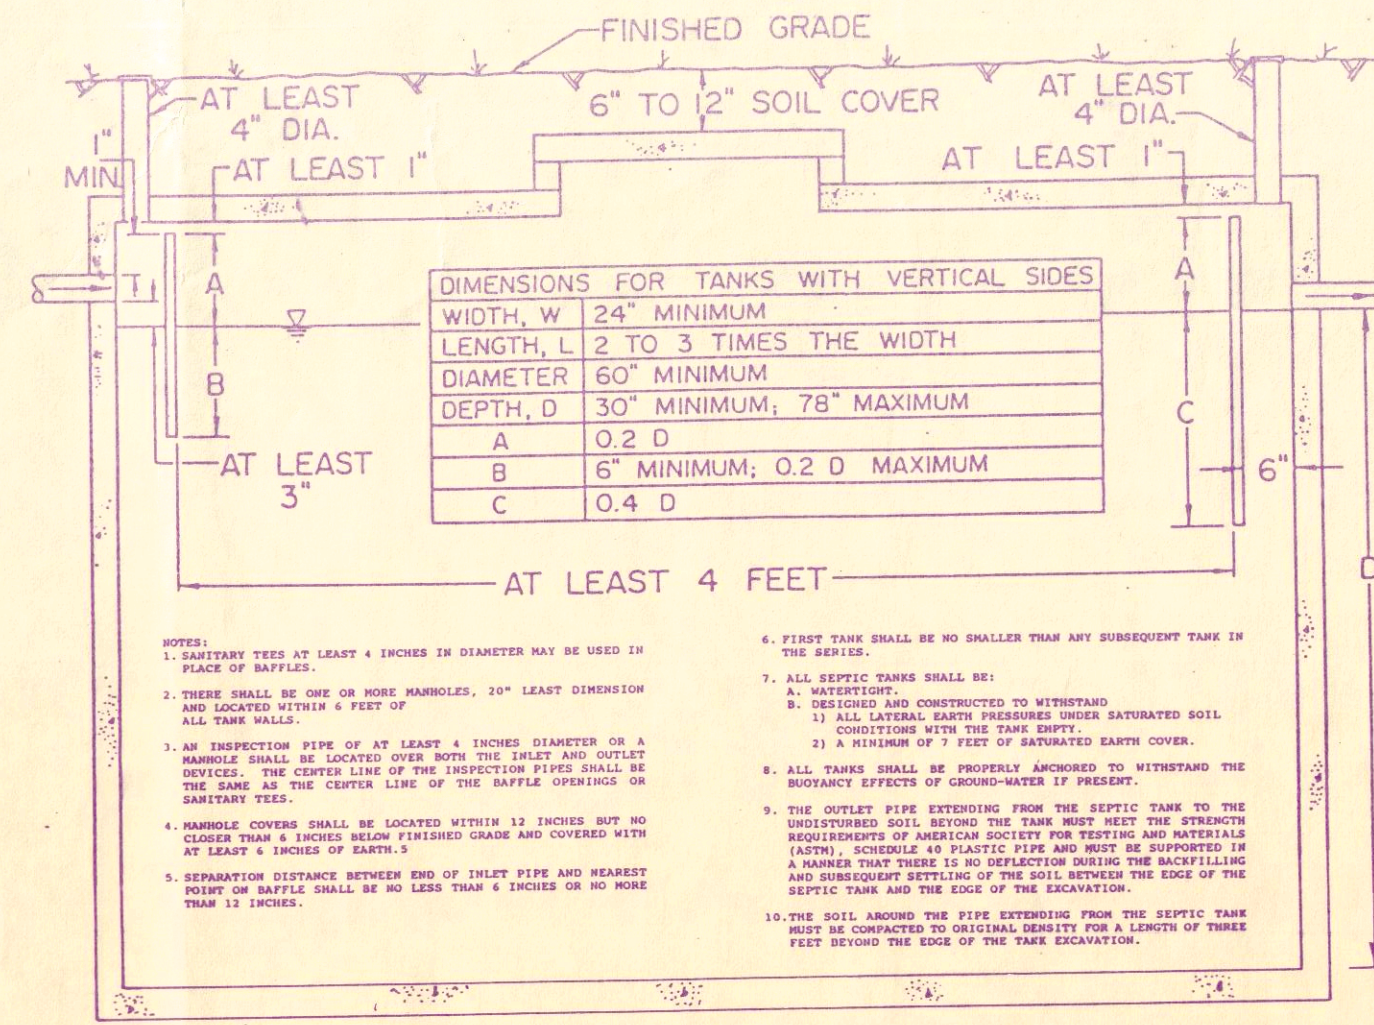 FINISHED GRADE
AT LEAST
4" DIA.
6" TO 12" SOIL COVER
AT LEAST
4" DIA.
1"
MIN.
AT LEAST 1"
AT LEAST 1"
A
A
DIMENSIONS FOR TANKS WITH VERTICAL SIDES
WIDTH, W 24" MINIMUM
LENGTH, L 2 TO 3 TIMES THE WIDTH
DIAMETER 60" MINIMUM
DEPTH, D 30" MINIMUM; 78" MAXIMUM
A 0.2 D
B 6" MINIMUM; 0.2 D MAXIMUM
C 0.4 D
B
C
AT LEAST
3"
6"
AT LEAST 4 FEET
D
NOTES:
1. SANITARY TEES AT LEAST 4 INCHES IN DIAMETER MAY BE USED IN
PLACE OF BAFFLES.
2. THERE SHALL BE ONE OR MORE MANHOLES, 20" LEAST DIMENSION
AND LOCATED WITHIN 6 FEET OF
ALL TANK WALLS.
3. AN INSPECTION PIPE OF AT LEAST 4 INCHES DIAMETER OR A
MANHOLE SHALL BE LOCATED OVER BOTH THE INLET AND OUTLET
DEVICES. THE CENTER LINE OF THE INSPECTION PIPES SHALL BE
THE SAME AS THE CENTER LINE OF THE BAFFLE OPENINGS OR
SANITARY TEES.
4. MANHOLE COVERS SHALL BE LOCATED WITHIN 12 INCHES BUT NO
CLOSER THAN 6 INCHES BELOW FINISHED GRADE AND COVERED WITH
AT LEAST 6 INCHES OF EARTH.5
5. SEPARATION DISTANCE BETWEEN END OF INLET PIPE AND NEAREST
POINT ON BAFFLE SHALL BE NO LESS THAN 6 INCHES OR NO MORE
THAN 12 INCHES.
6. FIRST TANK SHALL BE NO SMALLER THAN ANY SUBSEQUENT TANK IN
THE SERIES.
7. ALL SEPTIC TANKS SHALL BE:
A. WATERTIGHT.
B. DESIGNED AND CONSTRUCTED TO WITHSTAND
1) ALL LATERAL EARTH PRESSURES UNDER SATURATED SOIL
CONDITIONS WITH THE TANK EMPTY.
2) A MINIMUM OF 7 FEET OF SATURATED EARTH COVER.
8. ALL TANKS SHALL BE PROPERLY ANCHORED TO WITHSTAND THE
BUOYANCY EFFECTS OF GROUND-WATER IF PRESENT.
9. THE OUTLET PIPE EXTENDING FROM THE SEPTIC TANK TO THE
UNDISTURBED SOIL BEYOND THE TANK MUST MEET THE STRENGTH
REQUIREMENTS OF AMERICAN SOCIETY FOR TESTING AND MATERIALS
(ASTM), SCHEDULE 40 PLASTIC PIPE AND MUST BE SUPPORTED IN
A MANNER THAT THERE IS NO DEFLECTION DURING THE BACKFILLING
AND SUBSEQUENT SETTLING OF THE SOIL BETWEEN THE EDGE OF THE
SEPTIC TANK AND THE EDGE OF THE EXCAVATION.
10. THE SOIL AROUND THE PIPE EXTENDING FROM THE SEPTIC TANK
MUST BE COMPACTED TO ORIGINAL DENSITY FOR A LENGTH OF THREE
FEET BEYOND THE EDGE OF THE TANK EXCAVATION.